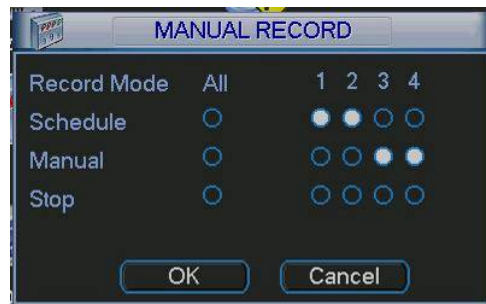 MANUAL RECORD
Record Mode All 1 2 3 4
Schedule
Manual
Stop
OK Cancel